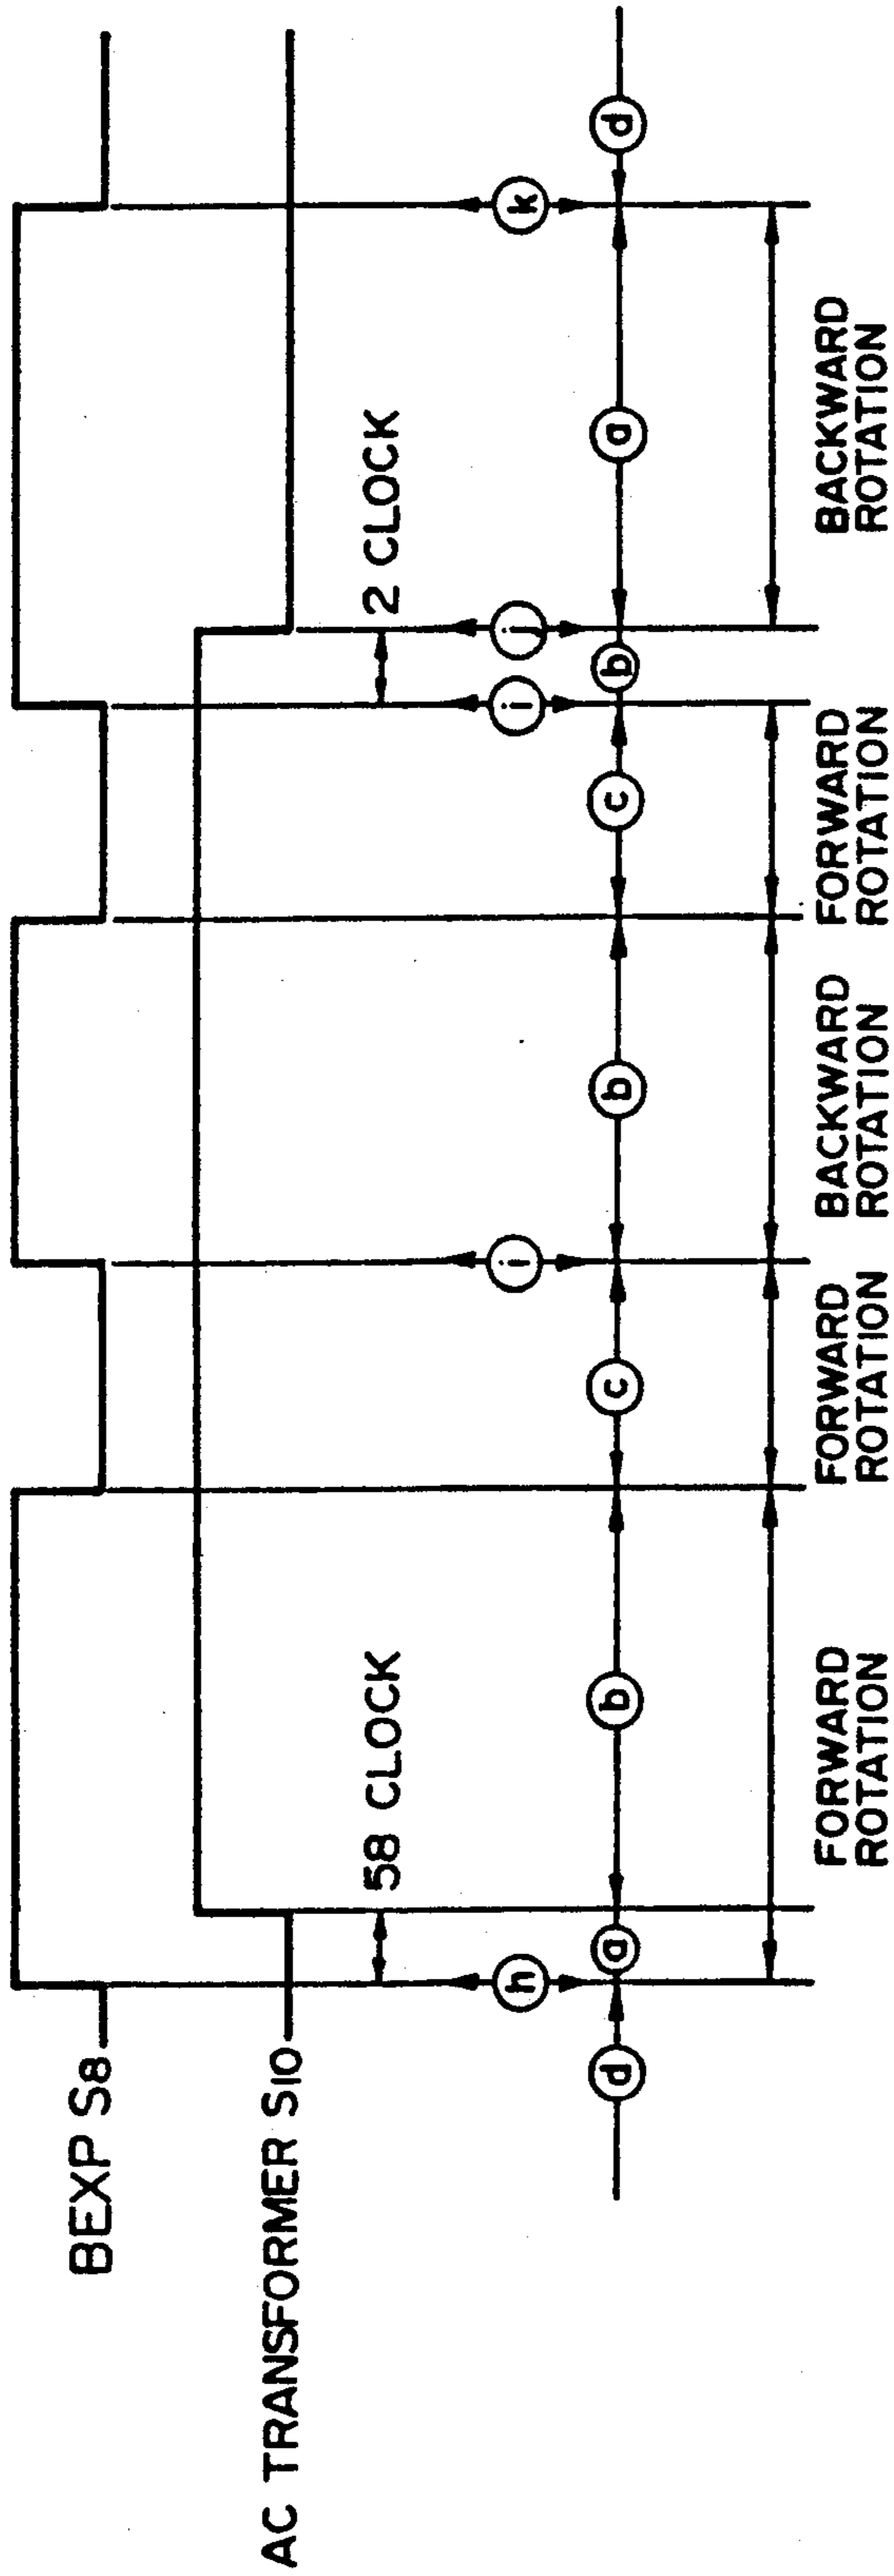 BEXP S8
AC TRANSFORMER S10
58 CLOCK
2 CLOCK
h
i
i
j
k
d
a
b
c
b
c
b
a
d
FORWARD
ROTATION
FORWARD
ROTATION
BACKWARD
ROTATION
FORWARD
ROTATION
BACKWARD
ROTATION